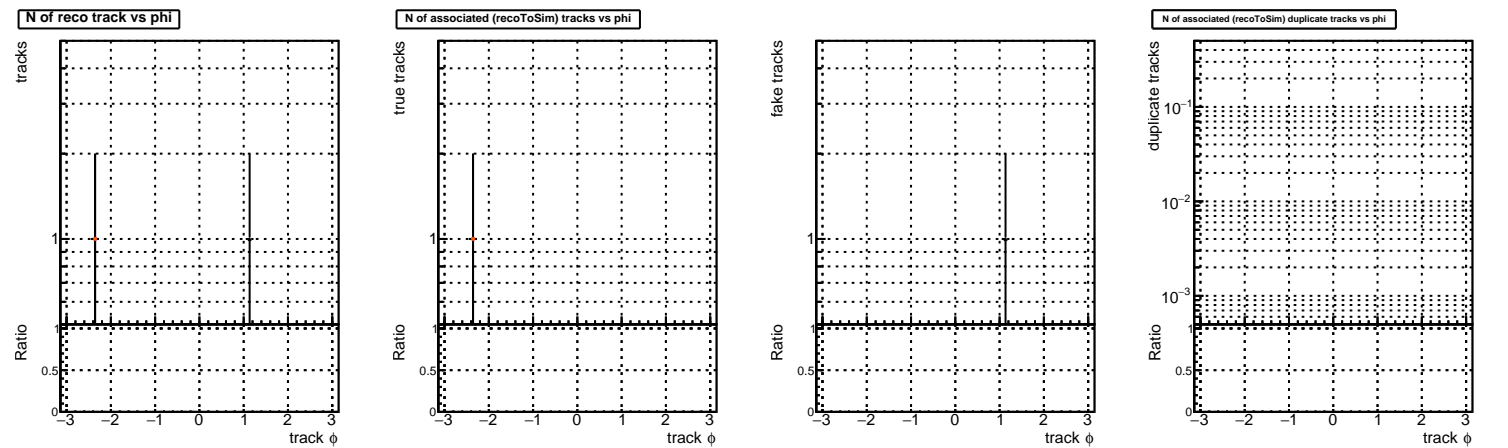 N of reco track vs phi
tracks
1
Ratio
1
0.5
0
−3 −2 −1 0 1 2 3
track ϕ
N of associated (recoToSim) tracks vs phi
true tracks
1
Ratio
1
0.5
0
−3 −2 −1 0 1 2 3
track ϕ
fake tracks
1
Ratio
1
0.5
0
−3 −2 −1 0 1 2 3
track ϕ
N of associated (recoToSim) duplicate tracks vs phi
duplicate tracks
10⁻¹
10⁻²
10⁻³
Ratio
1
0.5
0
−3 −2 −1 0 1 2 3
track ϕ